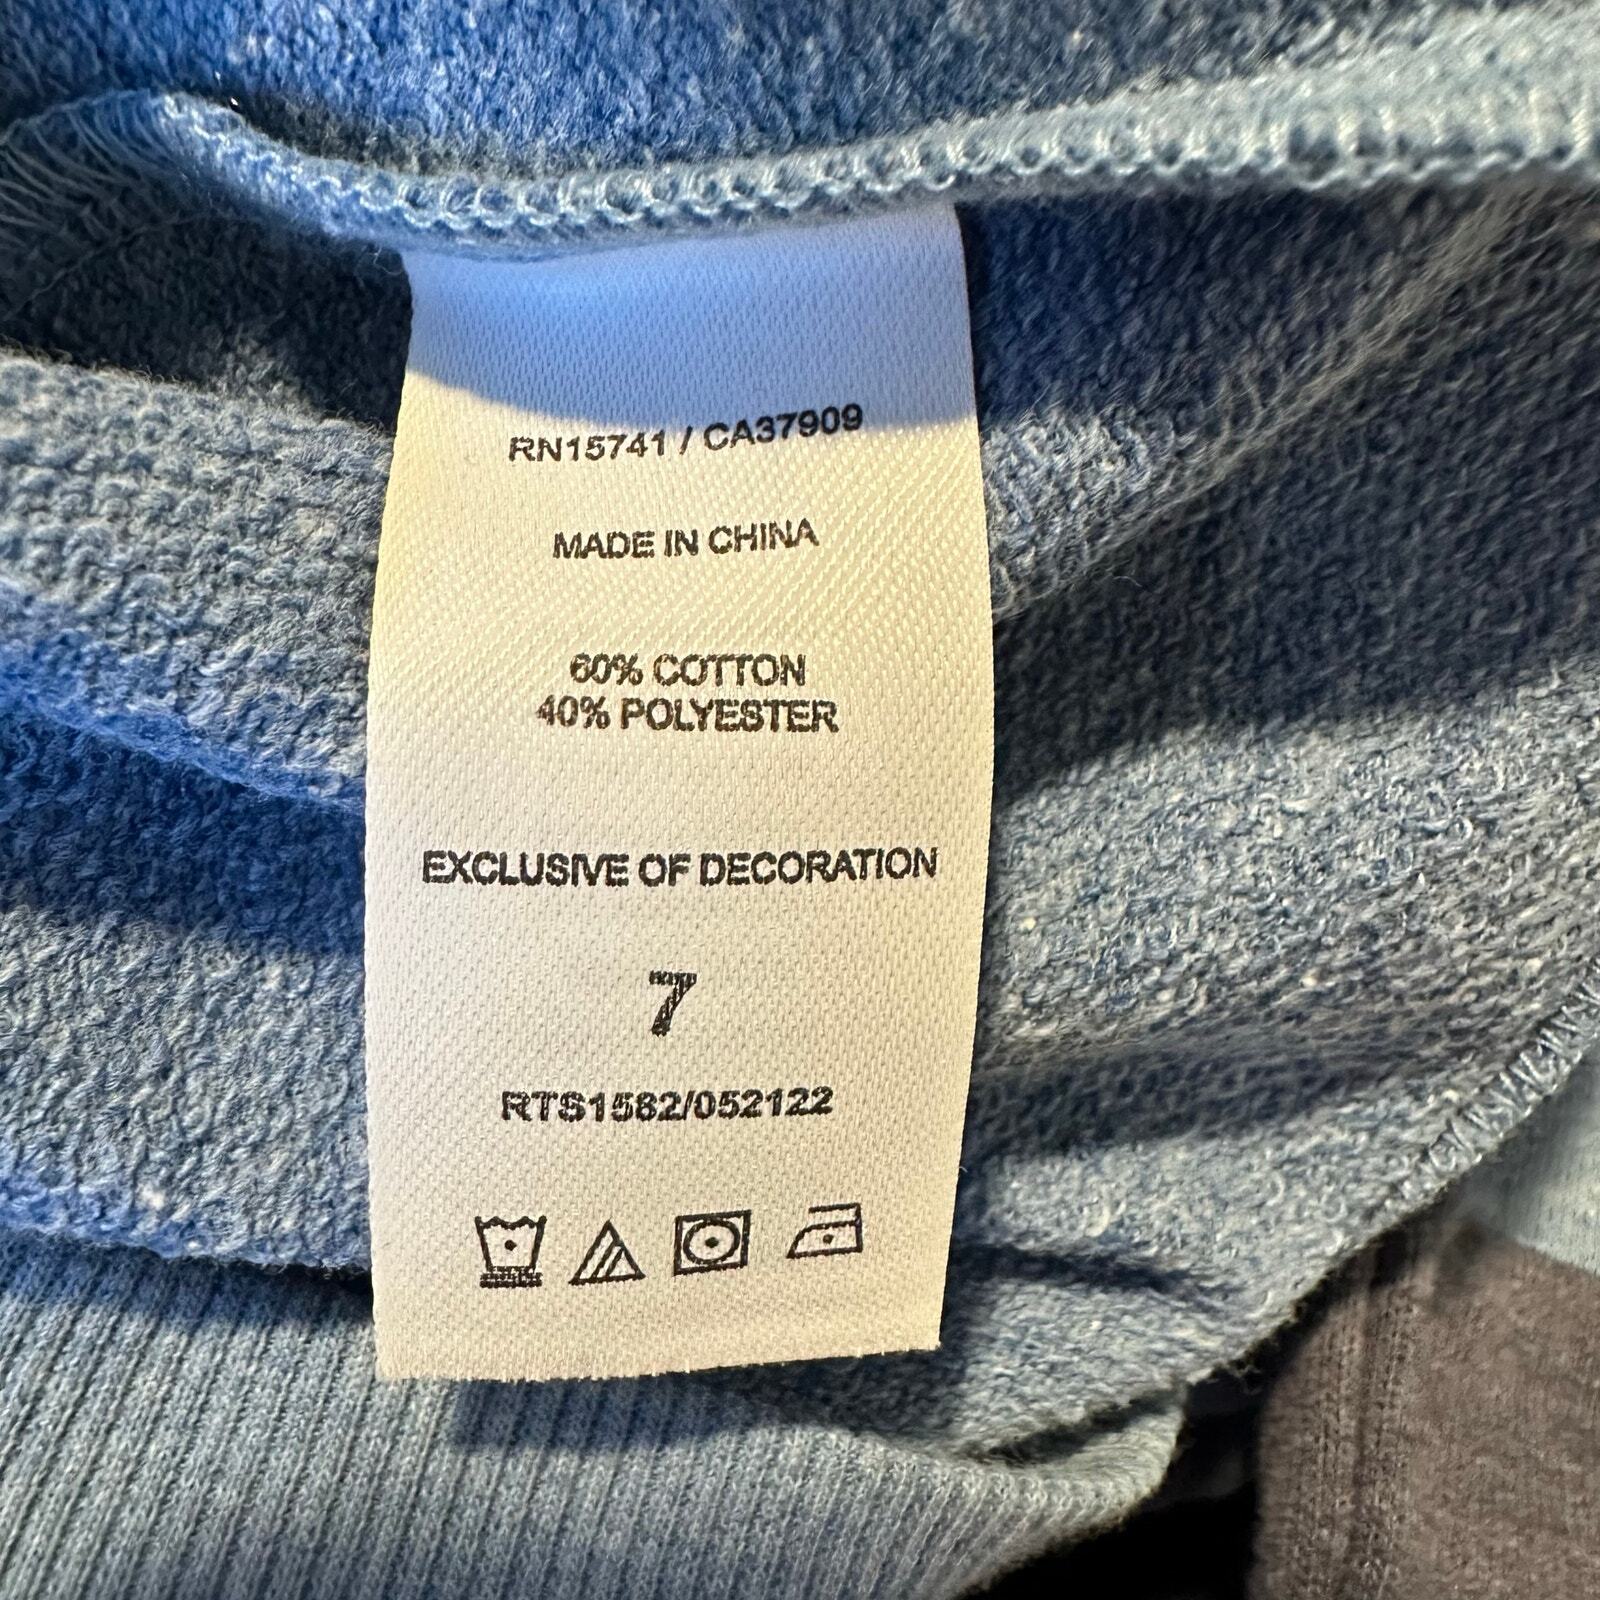 RN15741 / CA37909
MADE IN CHINA
60% COTTON
40% POLYESTER
EXCLUSIVE OF DECORATION
7
RTS1582/052122